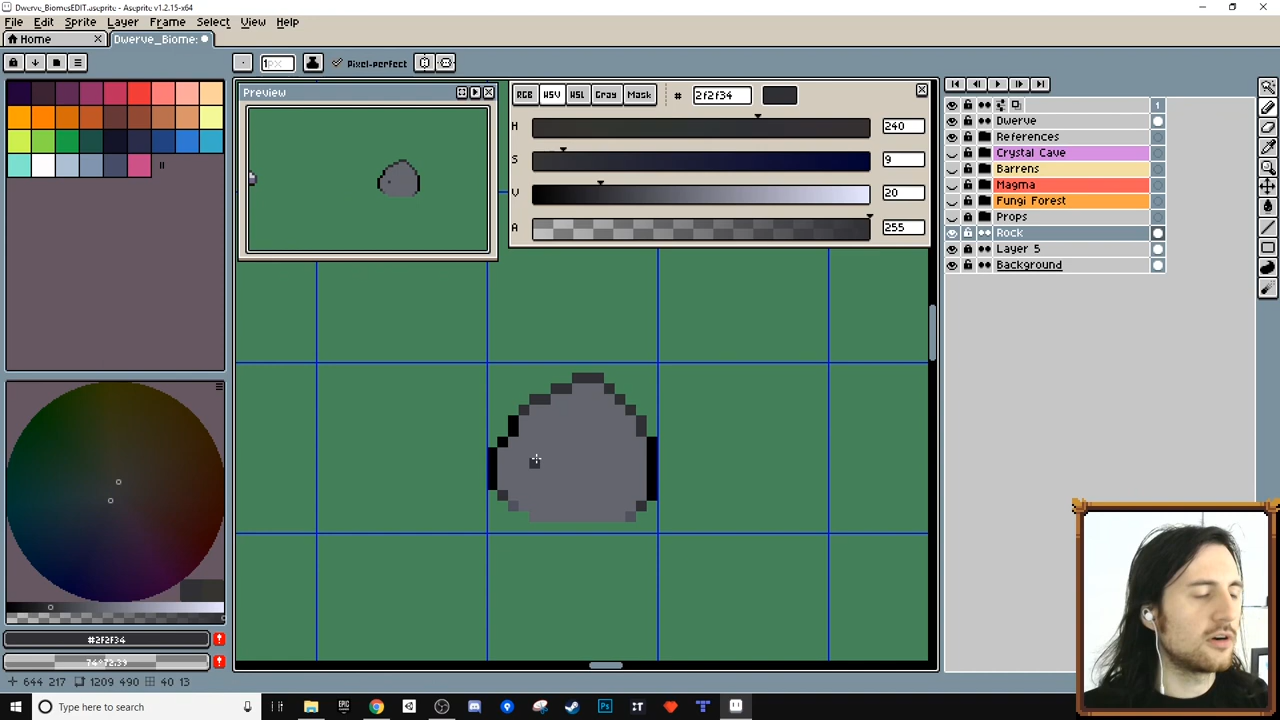 Dwerve_BiomesEDIT.aseprite - Aseprite v1.2.15-x64
File Edit Sprite Layer Frame Select View Help
Home Dwerve_Biome:
Pixel-perfect
Preview
RGB HSV HSL Gray Mask # 2f2f34
H 240
S 9
V 20
A 255
1
Dwerve
References
Crystal Cave
Barrens
Magma
Fungi Forest
Props
Rock
Layer 5
Background
#2f2f34
644 217 1209 490 40 13
Type here to search